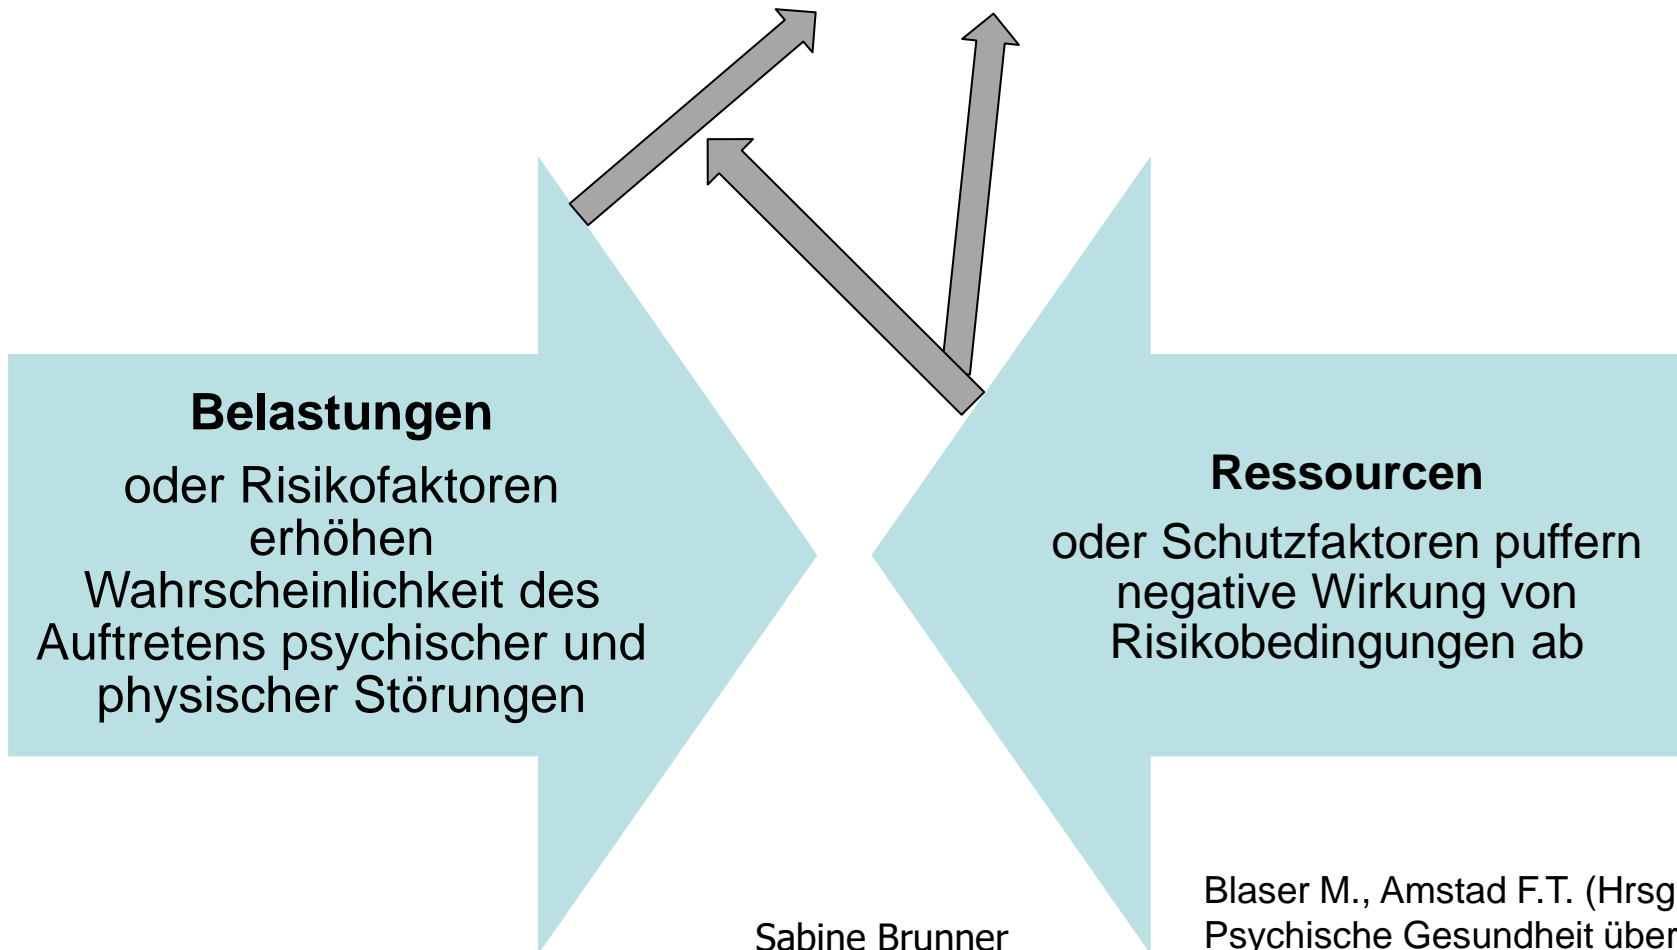 Belastungen
oder Risikofaktoren
erhöhen
Wahrscheinlichkeit des
Auftretens psychischer und
physischer Störungen
Ressourcen
oder Schutzfaktoren puffern
negative Wirkung von
Risikobedingungen ab
Sabine Brunner
Blaser M., Amstad F.T. (Hrsg
Psychische Gesundheit über